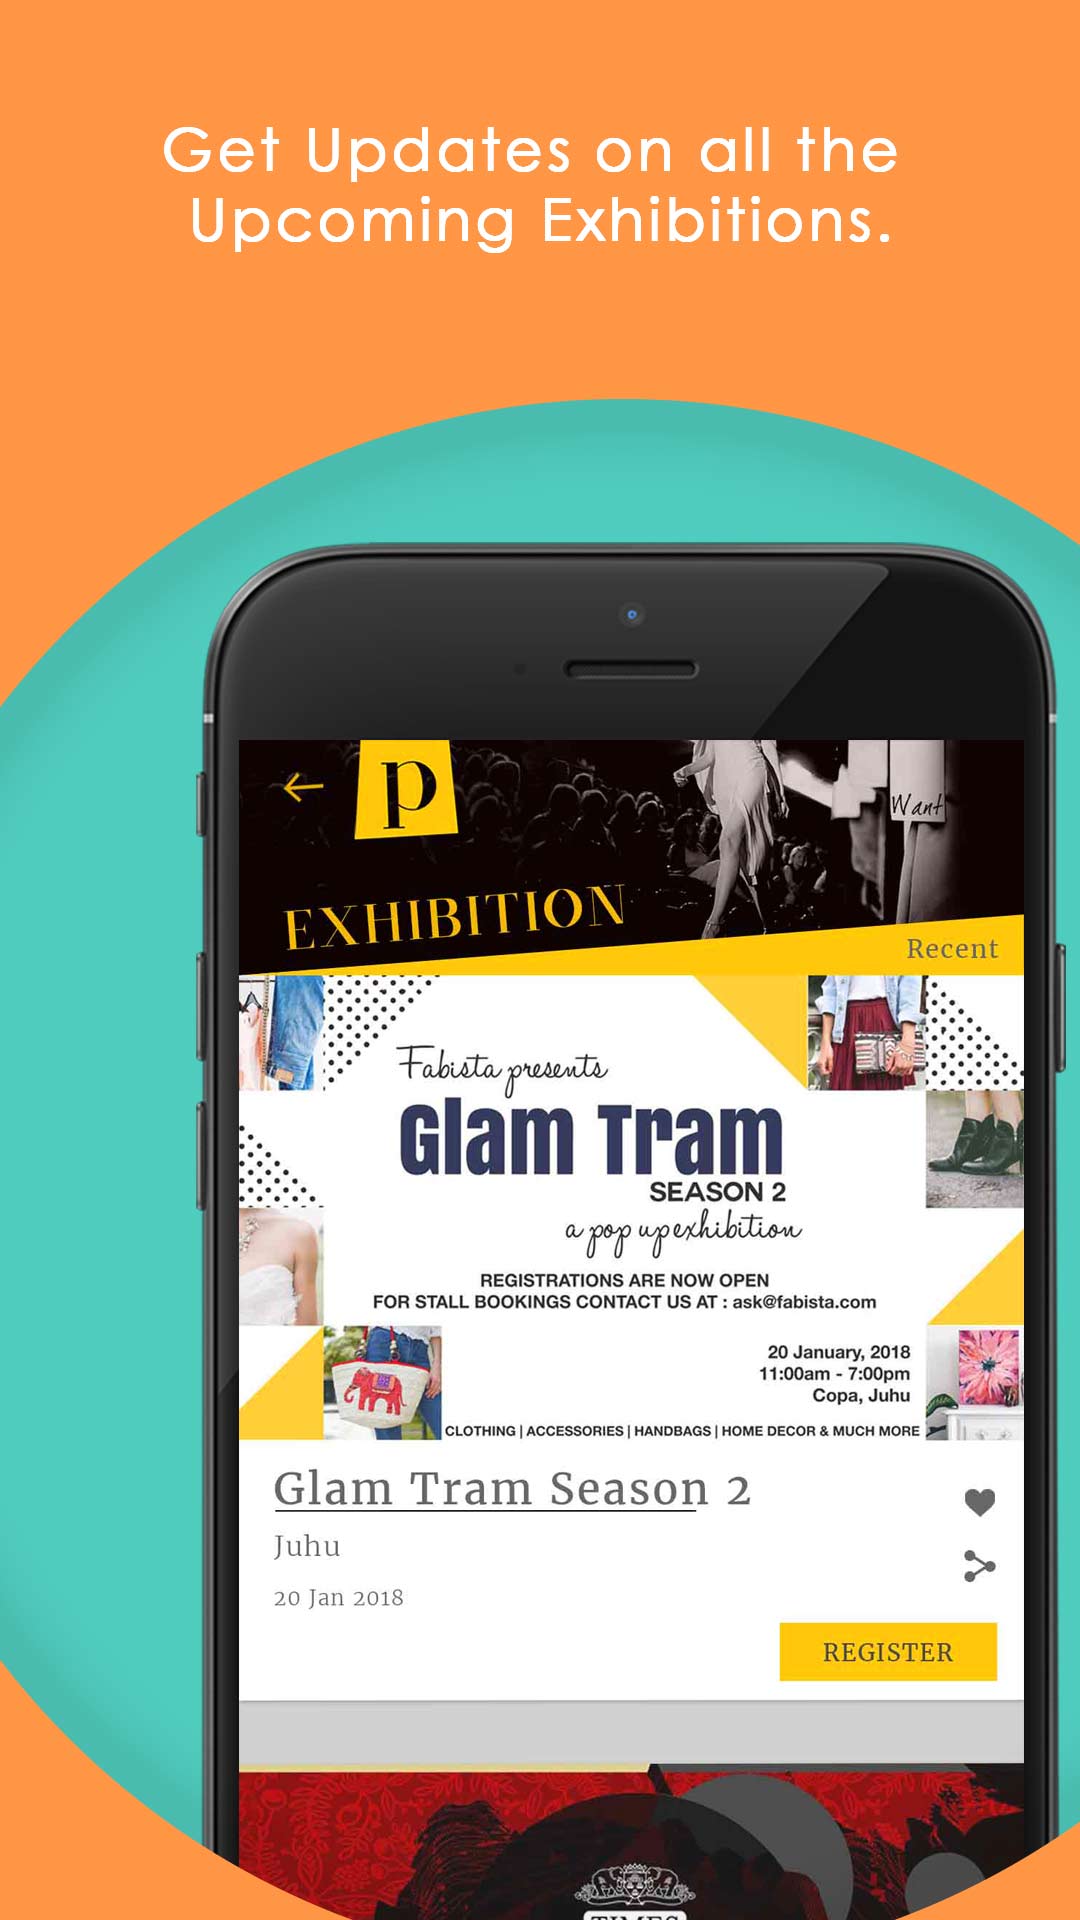 Get Updates on all the
Upcoming Exhibitions.
p
Want
EXHIBITION
Recent
Fabista presents
Glam Tram
SEASON 2
a pop up exhibition
REGISTRATIONS ARE NOW OPEN
FOR STALL BOOKINGS CONTACT US AT : ask@fabista.com
20 January, 2018
11:00am - 7:00pm
Copa, Juhu
CLOTHING | ACCESSORIES | HANDBAGS | HOME DECOR & MUCH MORE
Glam Tram Season 2
Juhu
20 Jan 2018
REGISTER
TIMES